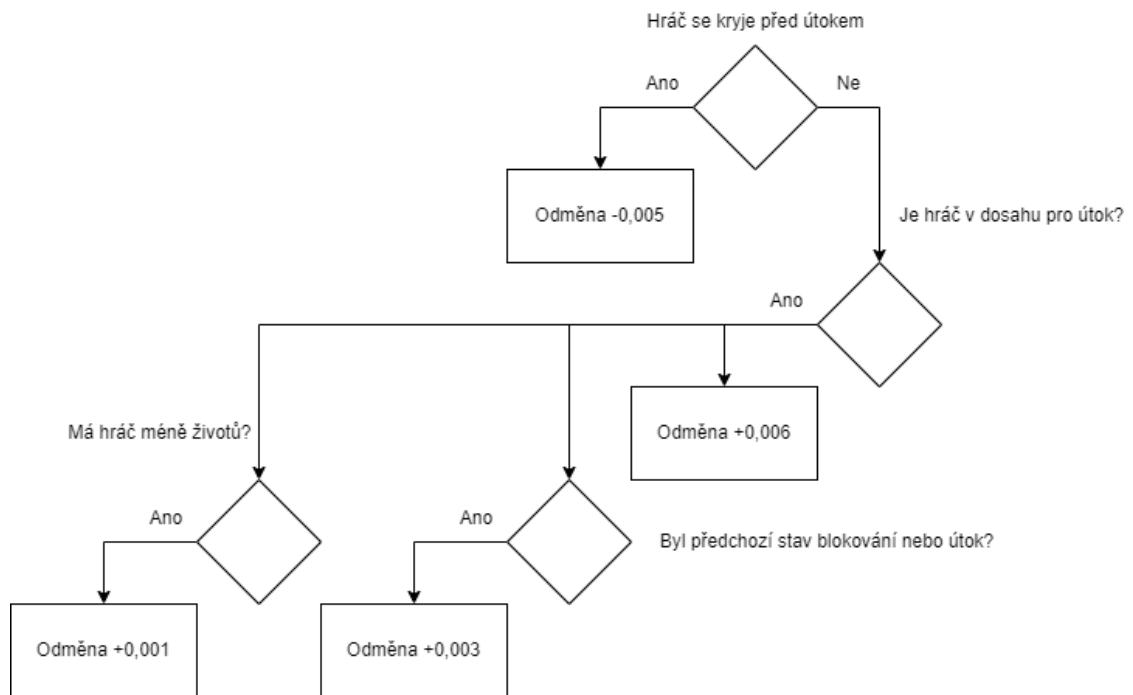 Hráč se kryje před útokem
Ano
Ne
Odměna -0,005
Je hráč v dosahu pro útok?
Ano
Odměna +0,006
Má hráč méně životů?
Ano
Ano
Byl předchozí stav blokování nebo útok?
Odměna +0,001
Odměna +0,003